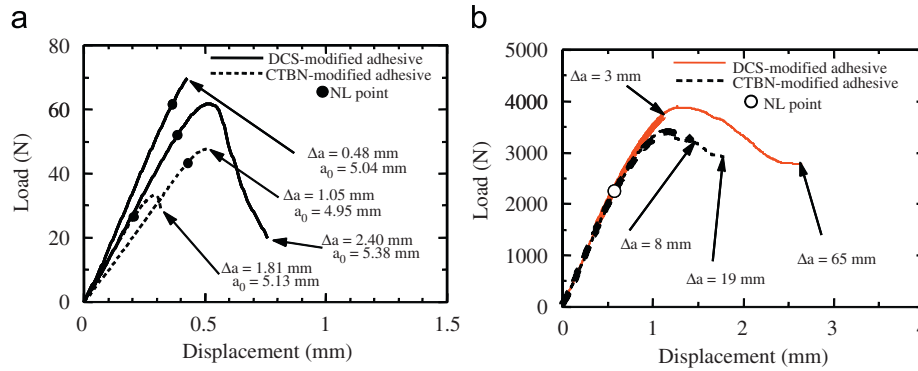 a
b
80
60
40
20
0
Load (N)
DCS-modified adhesive
CTBN-modified adhesive
NL point
Δa = 0.48 mm
a0 = 5.04 mm
Δa = 1.05 mm
a0 = 4.95 mm
Δa = 2.40 mm
a0 = 5.38 mm
Δa = 1.81 mm
a0 = 5.13 mm
0
0.5
1
1.5
Displacement (mm)
5000
4000
3000
2000
1000
0
Load (N)
DCS-modified adhesive
CTBN-modified adhesive
NL point
Δa = 3 mm
Δa = 8 mm
Δa = 19 mm
Δa = 65 mm
0
1
2
3
4
Displacement (mm)